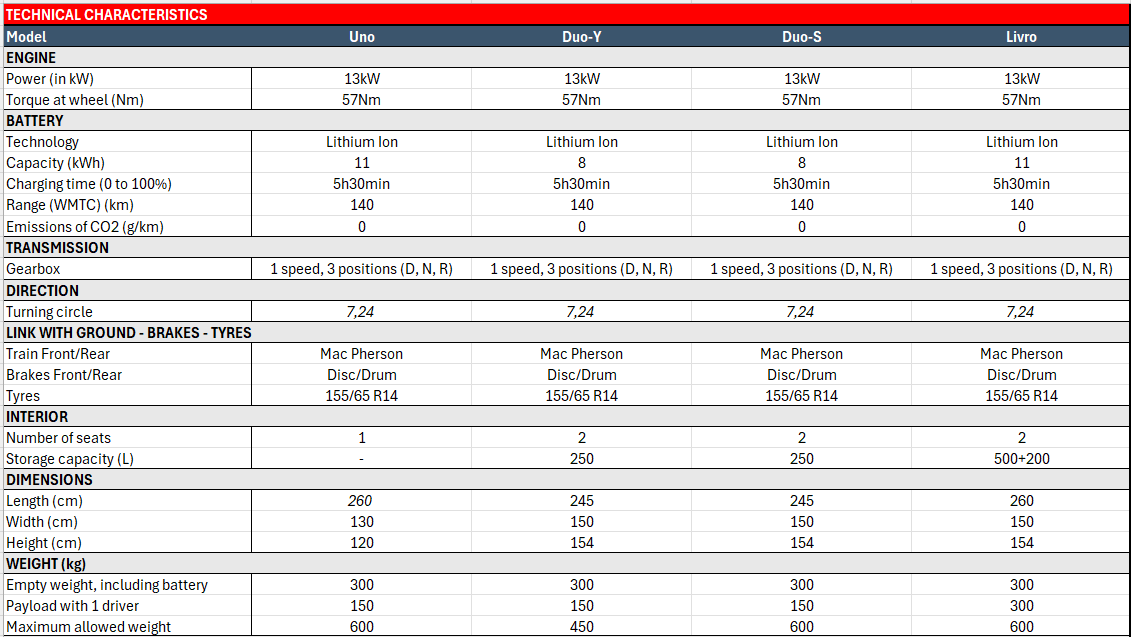 TECHNICAL CHARACTERISTICS
Model Uno Duo-Y Duo-S Livro
ENGINE
Power (in kW) 13kW 13kW 13kW 13kW
Torque at wheel (Nm) 57Nm 57Nm 57Nm 57Nm
BATTERY
Technology Lithium Ion Lithium Ion Lithium Ion Lithium Ion
Capacity (kWh) 11 8 8 11
Charging time (0 to 100%) 5h30min 5h30min 5h30min 5h30min
Range (WMTC) (km) 140 140 140 140
Emissions of CO2 (g/km) 0 0 0 0
TRANSMISSION
Gearbox 1 speed, 3 positions (D, N, R) 1 speed, 3 positions (D, N, R) 1 speed, 3 positions (D, N, R) 1 speed, 3 positions (D, N, R)
DIRECTION
Turning circle 7,24 7,24 7,24 7,24
LINK WITH GROUND - BRAKES - TYRES
Train Front/Rear Mac Pherson Mac Pherson Mac Pherson Mac Pherson
Brakes Front/Rear Disc/Drum Disc/Drum Disc/Drum Disc/Drum
Tyres 155/65 R14 155/65 R14 155/65 R14 155/65 R14
INTERIOR
Number of seats 1 2 2 2
Storage capacity (L) - 250 250 500+200
DIMENSIONS
Length (cm) 260 245 245 260
Width (cm) 130 150 150 150
Height (cm) 120 154 154 154
WEIGHT (kg)
Empty weight, including battery 300 300 300 300
Payload with 1 driver 150 150 150 300
Maximum allowed weight 600 450 600 600